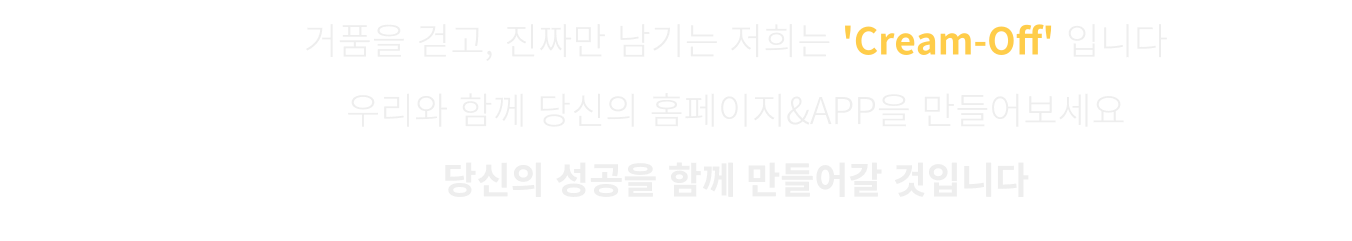 거품을 걷고, 진짜만 남기는 저희는 'Cream-Off' 입니다
우리와 함께 당신의 홈페이지&APP을 만들어보세요
당신의 성공을 함께 만들어갈 것입니다